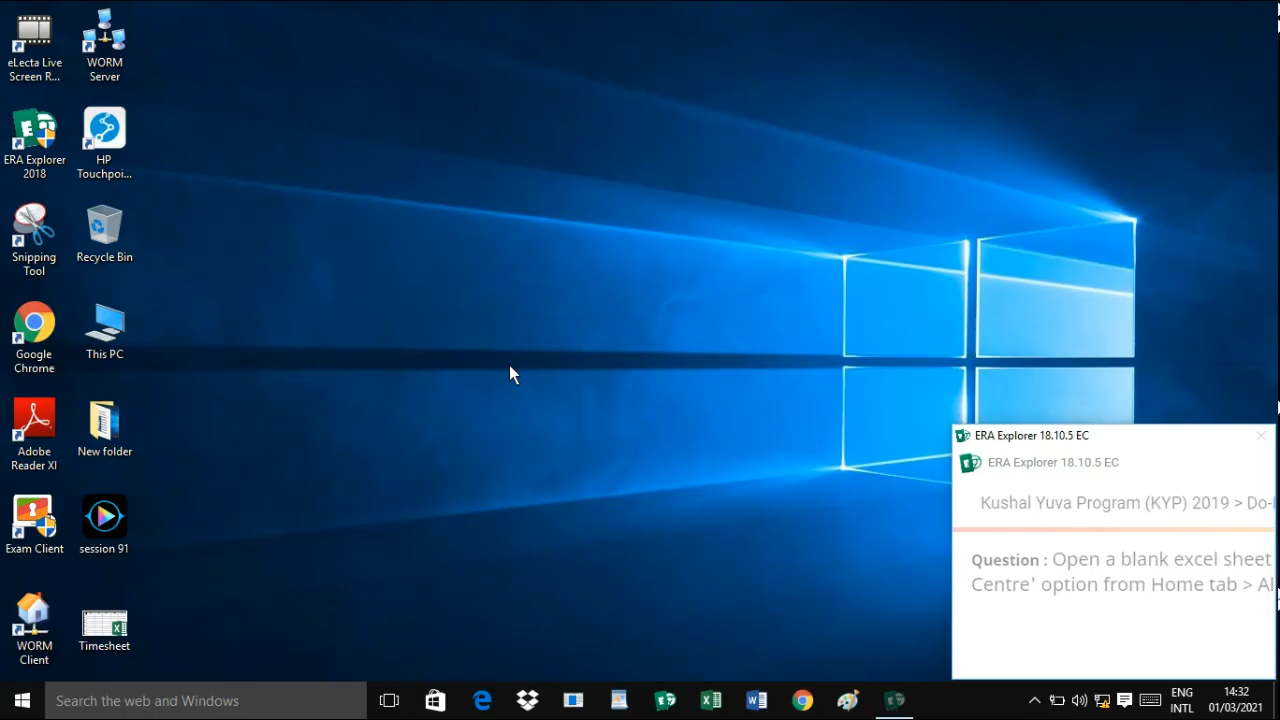 eLecta Live
Screen R...
WORM
Server
ERA Explorer
2018
HP
Touchpoi...
Snipping
Tool
Recycle Bin
Google
Chrome
This PC
Adobe
Reader XI
New folder
Exam Client
session 91
WORM
Client
Timesheet
ERA Explorer 18.10.5 EC
ERA Explorer 18.10.5 EC
Kushal Yuva Program (KYP) 2019 > Do-
Question : Open a blank excel sheet
Centre' option from Home tab > Al
Search the web and Windows
ENG
INTL
14:32
01/03/2021